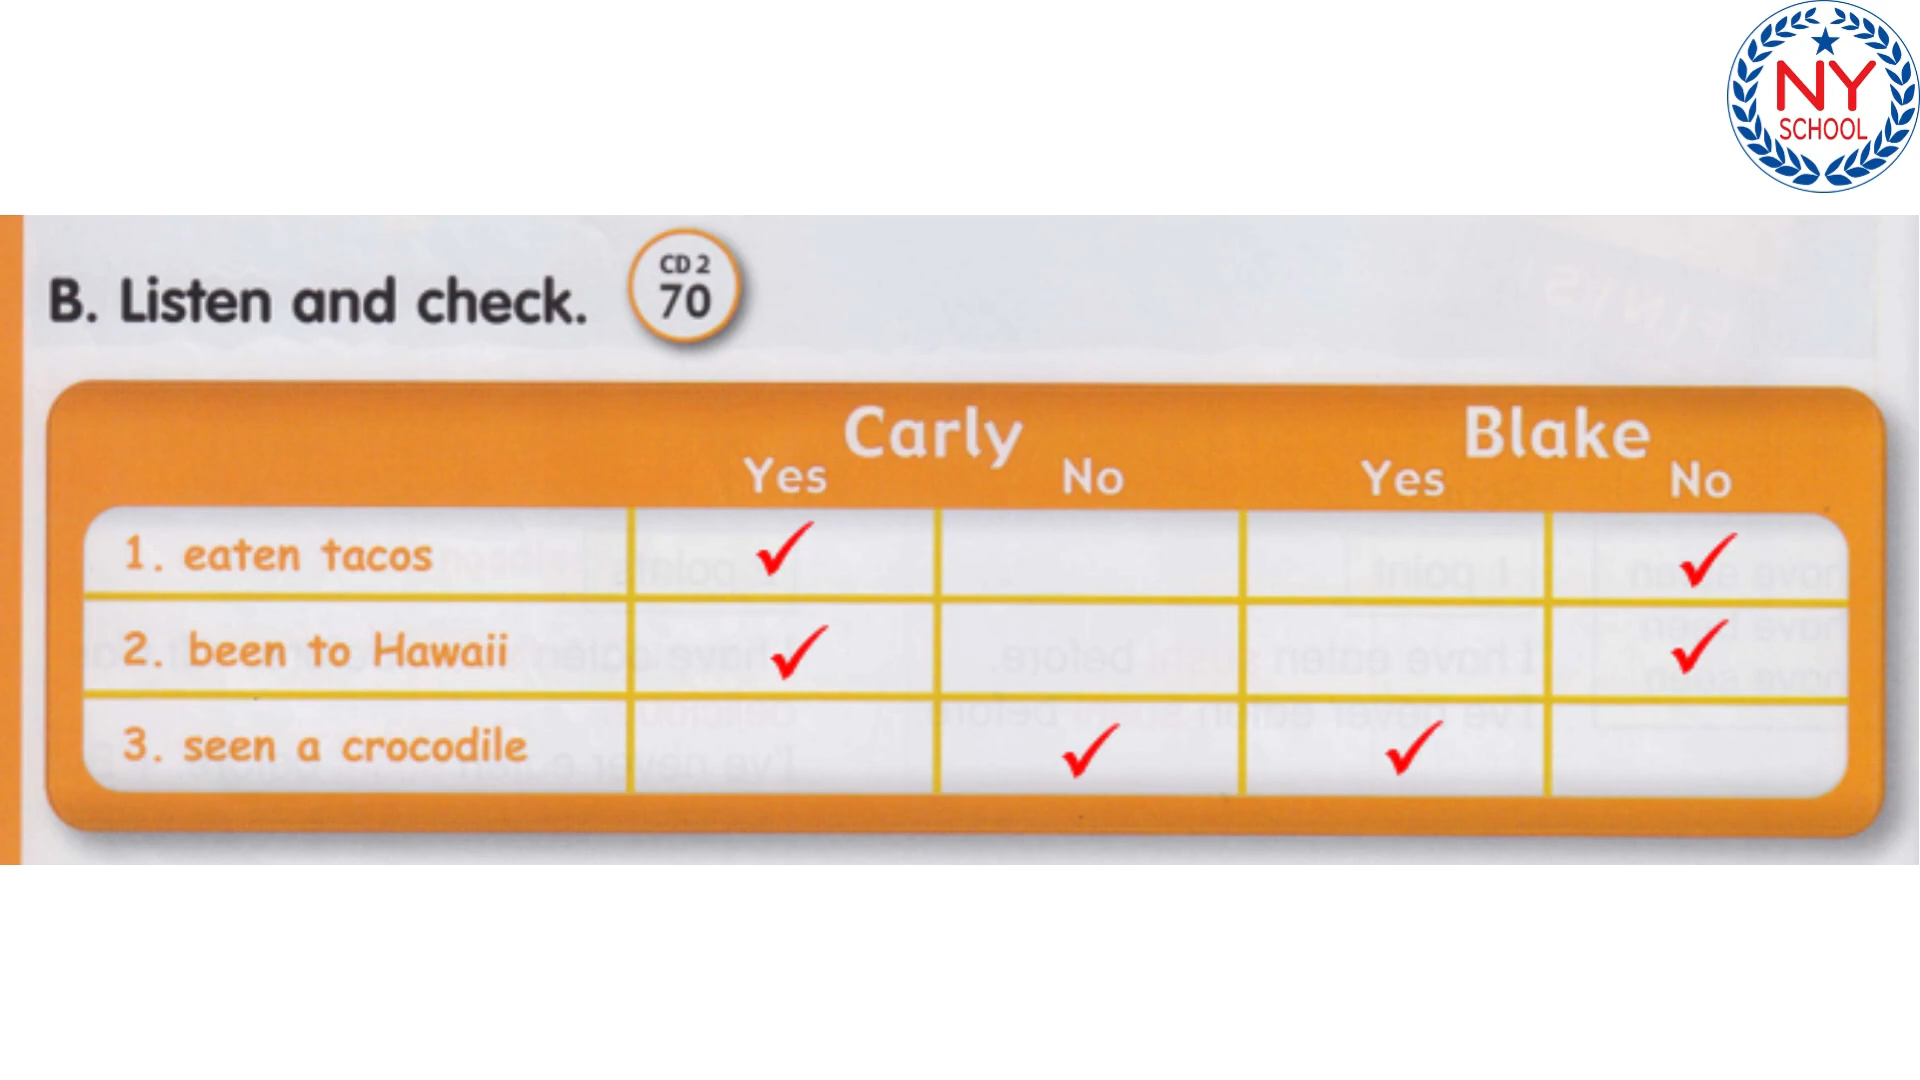 NY
SCHOOL
B. Listen and check.
CD 2
70
Carly
Blake
Yes
No
Yes
No
1. eaten tacos
2. been to Hawaii
3. seen a crocodile